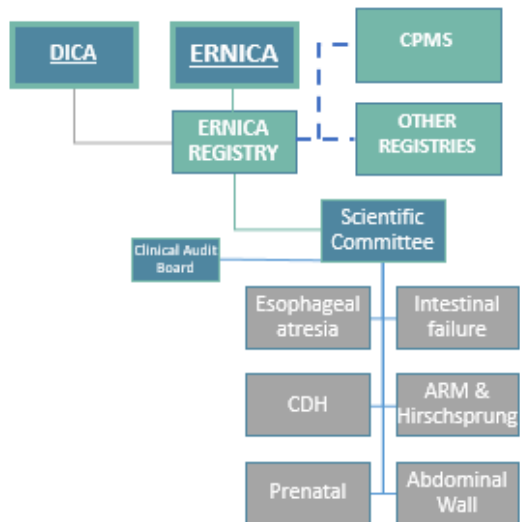 DICA
ERNICA
CPMS
ERNICA
REGISTRY
OTHER
REGISTRIES
Scientific
Committee
Clinical Audit
Board
Esophageal
atresia
Intestinal
failure
CDH
ARM &
Hirschsprung
Prenatal
Abdominal
Wall